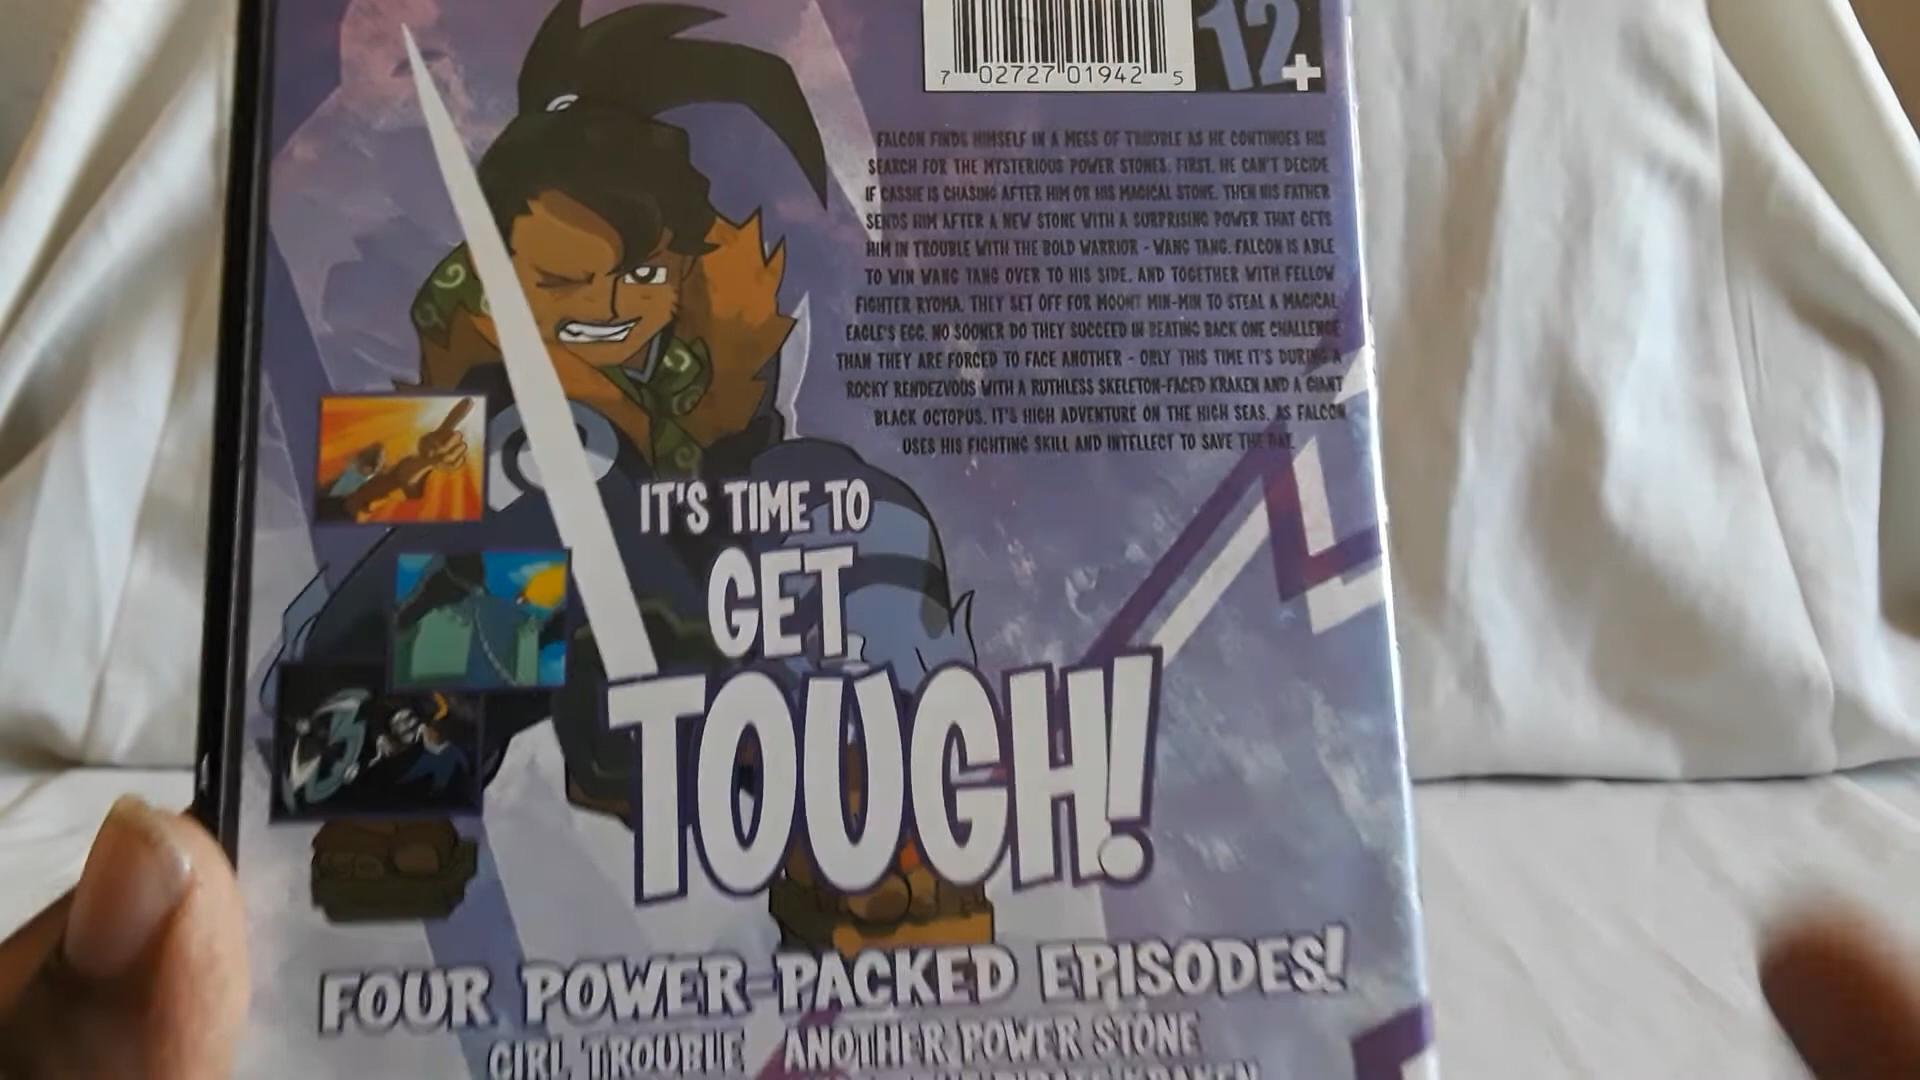 7 02727 01942 5
12+
FALCON FINDS HIMSELF IN A MESS OF TROUBLE AS HE CONTINUES HIS
SEARCH FOR THE MYSTERIOUS POWER STONES. FIRST, HE CAN'T DECIDE
IF CASSIE IS CHASING AFTER HIM OR HIS MAGICAL STONE. THEN HIS FATHER
SENDS HIM AFTER A NEW STONE WITH A SURPRISING POWER THAT GETS
HIM IN TROUBLE WITH THE BOLD WARRIOR - WANG TANG. FALCON IS ABLE
TO WIN WANG TANG OVER TO HIS SIDE, AND TOGETHER WITH FELLOW
FIGHTER RYOMA, THEY SET OFF FOR MOUNT MIN-MIN TO STEAL A MAGICAL
EAGLE'S EGG. NO SOONER DO THEY SUCCEED IN BEATING BACK ONE CHALLENGE
THAN THEY ARE FORCED TO FACE ANOTHER - ONLY THIS TIME IT'S DURING A
ROCKY RENDEZVOUS WITH A RUTHLESS SKELETON-FACED KRAKEN AND A GIANT
BLACK OCTOPUS. IT'S HIGH ADVENTURE ON THE HIGH SEAS, AS FALCON
USES HIS FIGHTING SKILL AND INTELLECT TO SAVE THE DAY.
IT'S TIME TO
GET
TOUGH!
FOUR POWER-PACKED EPISODES!
GIRL TROUBLE ANOTHER POWER STONE
KRAKEN